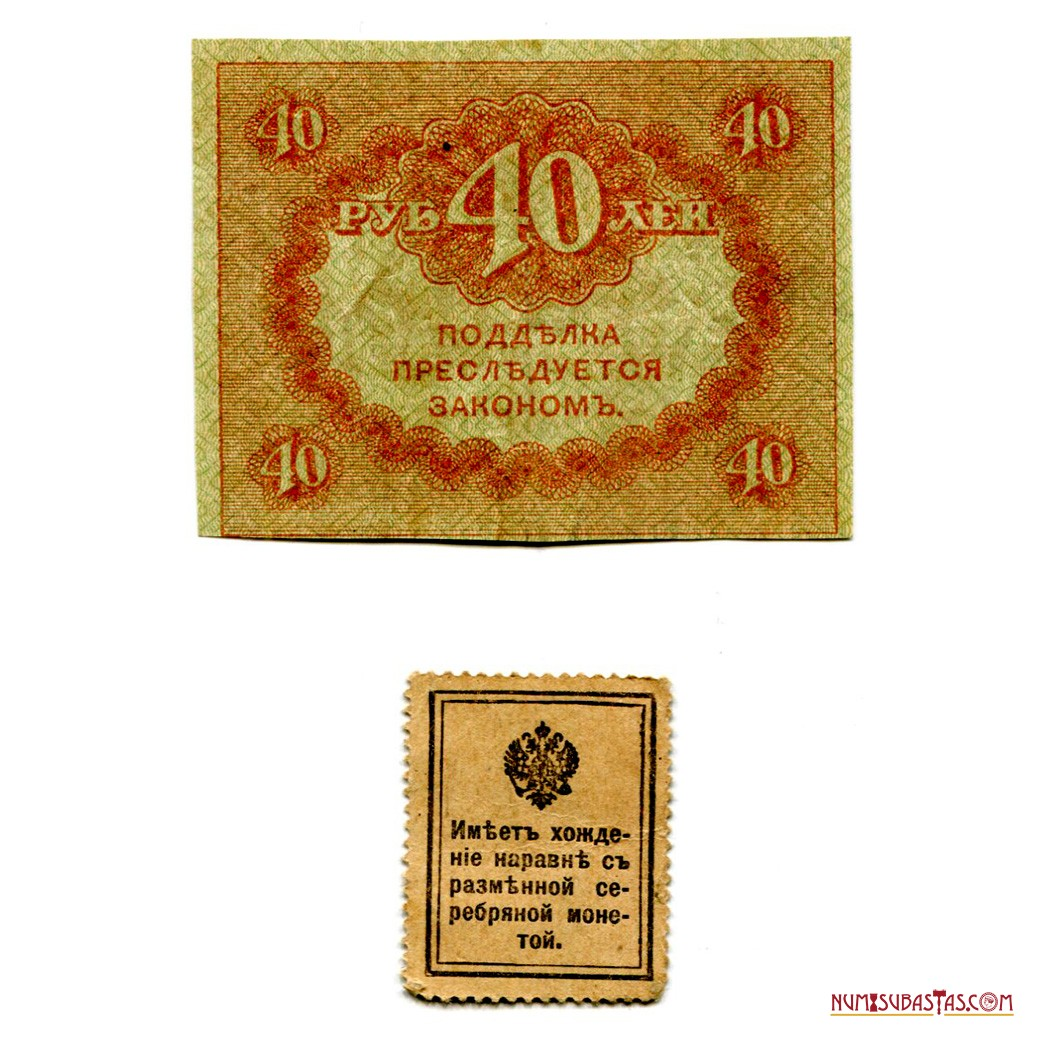 40 40
РУБ 40 ЛЕЙ
ПОДДѢЛКА
ПРЕСЛѢДУЕТСЯ
ЗАКОНОМЪ.
40 40
Имѣетъ хожде-
ніе наравнѣ съ
размѣнной се-
ребряной моне-
той.
NUMISUBASTAS.COM